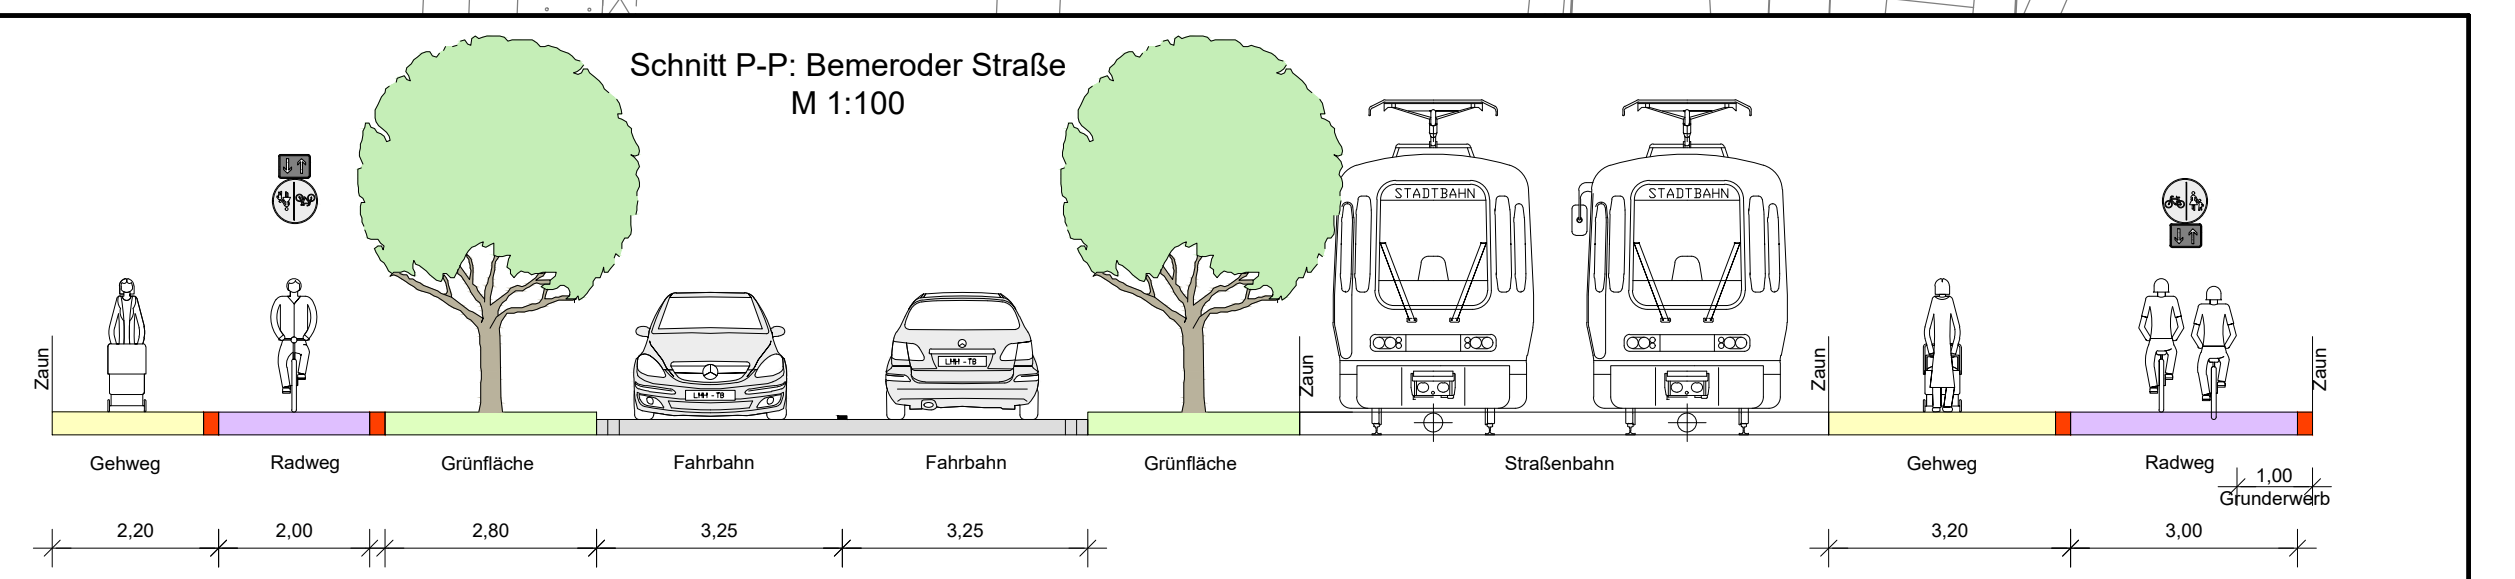 Schnitt P-P: Bemeroder Straße
M 1:100
STADTBAHN
STADTBAHN
Zaun
Zaun
Zaun
Zaun
LHH - TB
LHH - TB
Gehweg
Radweg
Grünfläche
Fahrbahn
Fahrbahn
Grünfläche
Straßenbahn
Gehweg
Radweg
1,00
Grunderwerb
2,20
2,00
2,80
3,25
3,25
3,20
3,00